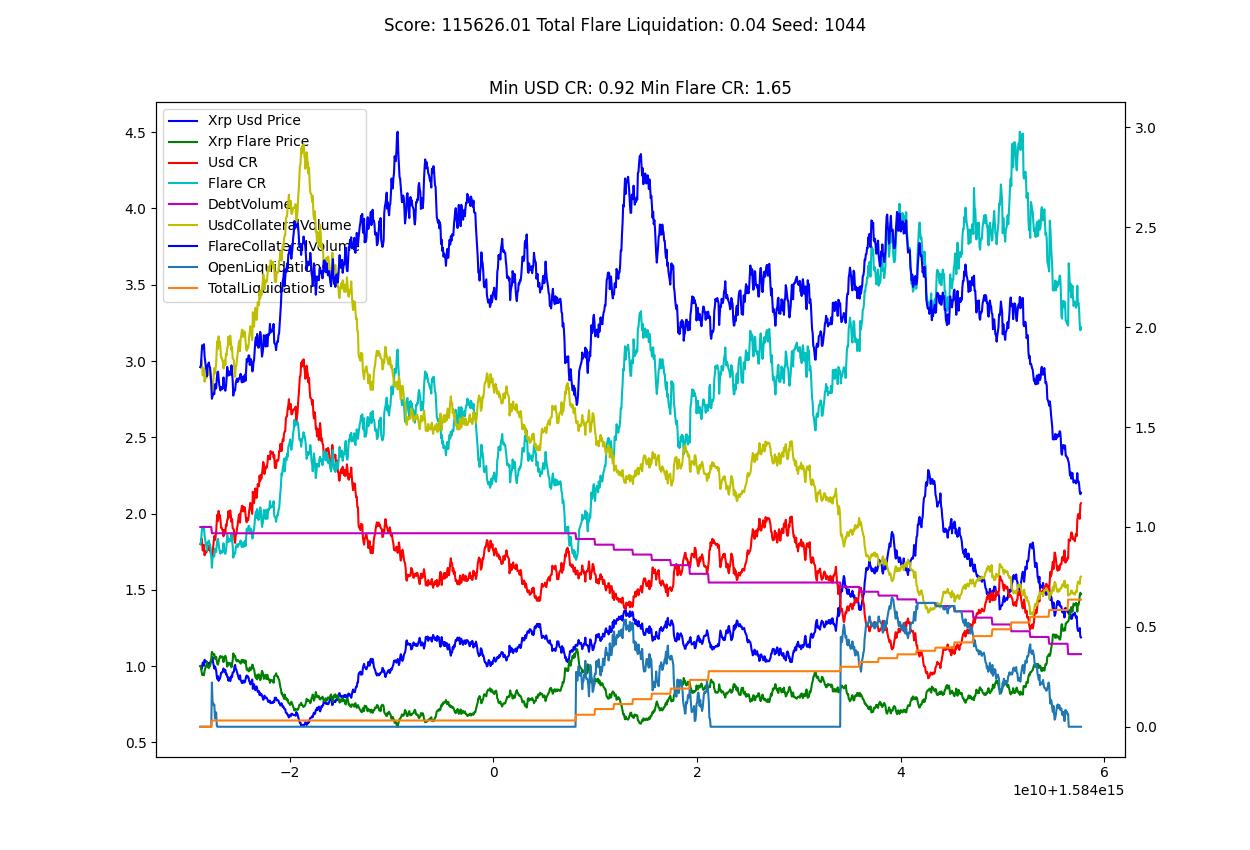 Score: 115626.01 Total Flare Liquidation: 0.04 Seed: 1044
Min USD CR: 0.92 Min Flare CR: 1.65
Xrp Usd Price
Xrp Flare Price
Usd CR
Flare CR
DebtVolume
UsdCollateralVolume
FlareCollateralVolume
OpenLiquidations
TotalLiquidations
4.5
4.0
3.5
3.0
2.5
2.0
1.5
1.0
0.5
3.0
2.5
2.0
1.5
1.0
0.5
0.0
−2
0
2
4
6
1e10+1.584e15